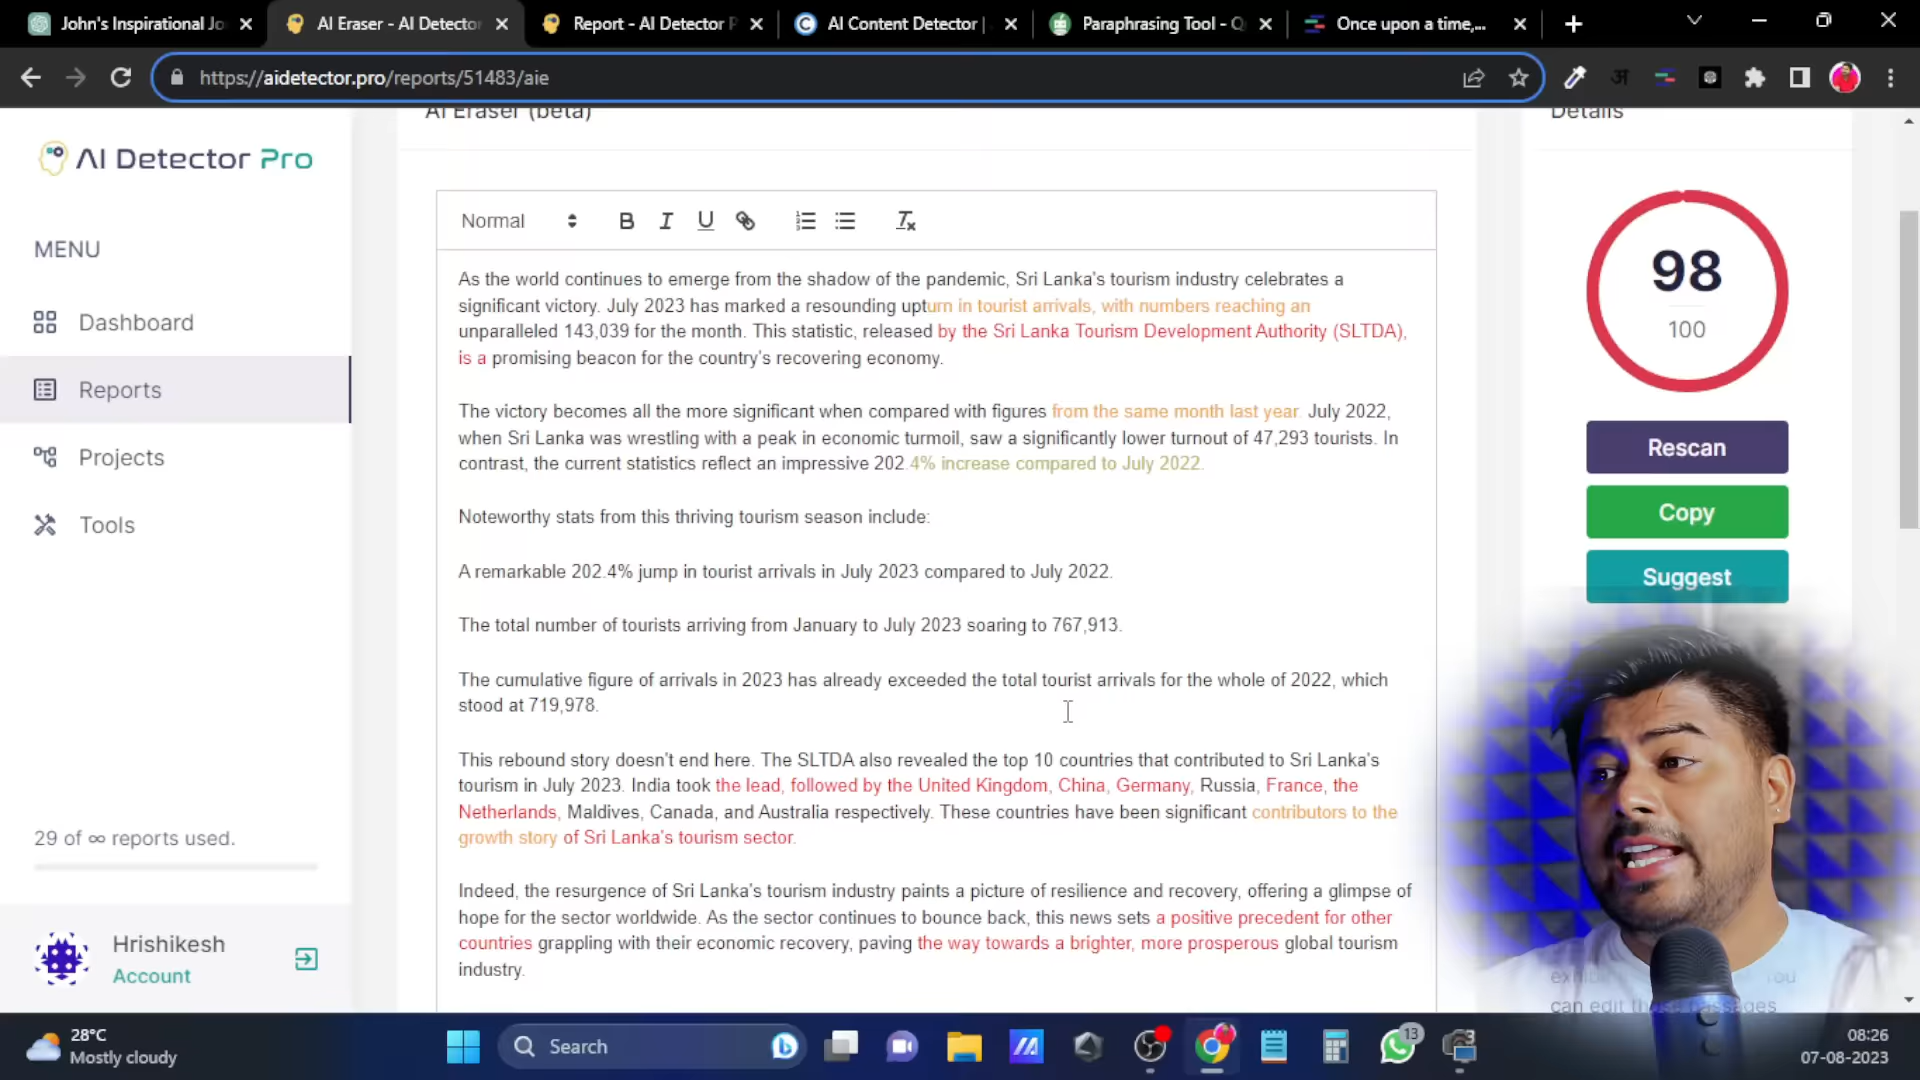 John's Inspirational Jo
AI Eraser - AI Detecto
Report - AI Detector P
AI Content Detector |
Paraphrasing Tool - Q
Once upon a time,...
https://aidetector.pro/reports/51483/aie
AI Detector Pro
MENU
Dashboard
Reports
Projects
Tools
29 of ∞ reports used.
Hrishikesh
Account
AI Eraser (beta)
Normal
As the world continues to emerge from the shadow of the pandemic, Sri Lanka's tourism industry celebrates a
significant victory. July 2023 has marked a resounding upturn in tourist arrivals, with numbers reaching an
unparalleled 143,039 for the month. This statistic, released by the Sri Lanka Tourism Development Authority (SLTDA),
is a promising beacon for the country's recovering economy.
The victory becomes all the more significant when compared with figures from the same month last year. July 2022,
when Sri Lanka was wrestling with a peak in economic turmoil, saw a significantly lower turnout of 47,293 tourists. In
contrast, the current statistics reflect an impressive 202.4% increase compared to July 2022.
Noteworthy stats from this thriving tourism season include:
A remarkable 202.4% jump in tourist arrivals in July 2023 compared to July 2022.
The total number of tourists arriving from January to July 2023 soaring to 767,913.
The cumulative figure of arrivals in 2023 has already exceeded the total tourist arrivals for the whole of 2022, which
stood at 719,978.
This rebound story doesn't end here. The SLTDA also revealed the top 10 countries that contributed to Sri Lanka's
tourism in July 2023. India took the lead, followed by the United Kingdom, China, Germany, Russia, France, the
Netherlands, Maldives, Canada, and Australia respectively. These countries have been significant contributors to the
growth story of Sri Lanka's tourism sector.
Indeed, the resurgence of Sri Lanka's tourism industry paints a picture of resilience and recovery, offering a glimpse of
hope for the sector worldwide. As the sector continues to bounce back, this news sets a positive precedent for other
countries grappling with their economic recovery, paving the way towards a brighter, more prosperous global tourism
industry.
Details
98
100
Rescan
Copy
Suggest
can edit those passages
28°C
Mostly cloudy
Search
13
08:26
07-08-2023